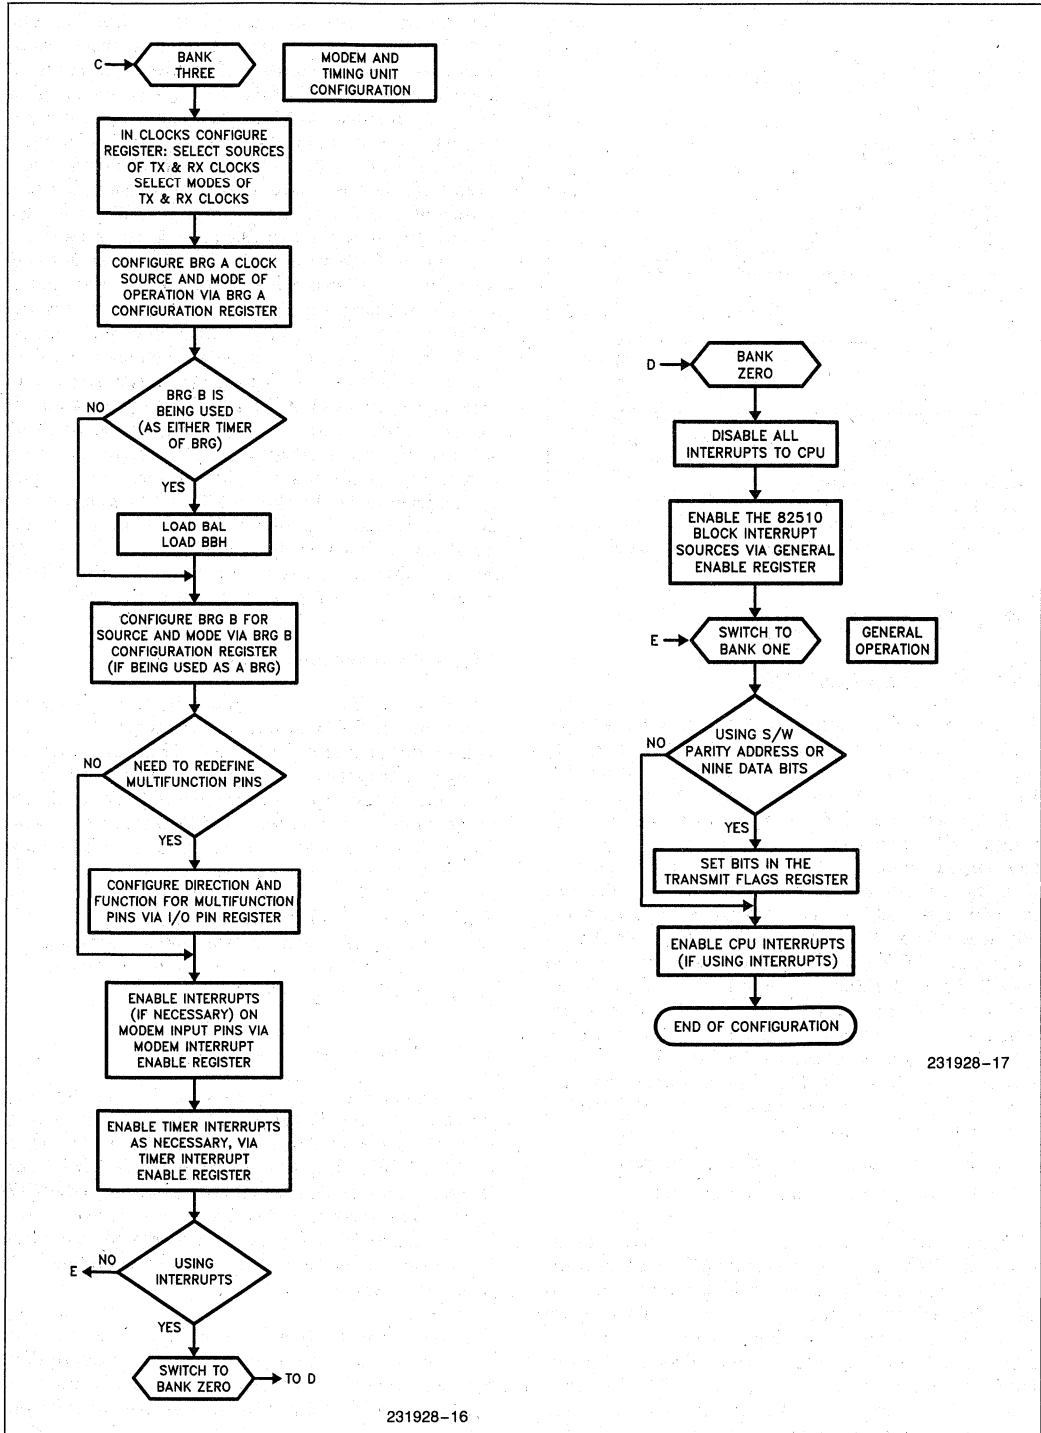 C
BANK
THREE
MODEM AND
TIMING UNIT
CONFIGURATION
IN CLOCKS CONFIGURE
REGISTER: SELECT SOURCES
OF TX & RX CLOCKS
SELECT MODES OF
TX & RX CLOCKS
CONFIGURE BRG A CLOCK
SOURCE AND MODE OF
OPERATION VIA BRG A
CONFIGURATION REGISTER
BRG B IS
BEING USED
(AS EITHER TIMER
OF BRG)
NO
YES
LOAD BAL
LOAD BBH
CONFIGURE BRG B FOR
SOURCE AND MODE VIA BRG B
CONFIGURATION REGISTER
(IF BEING USED AS A BRG)
NEED TO REDEFINE
MULTIFUNCTION PINS
NO
YES
CONFIGURE DIRECTION AND
FUNCTION FOR MULTIFUNCTION
PINS VIA I/O PIN REGISTER
ENABLE INTERRUPTS
(IF NECESSARY) ON
MODEM INPUT PINS VIA
MODEM INTERRUPT
ENABLE REGISTER
ENABLE TIMER INTERRUPTS
AS NECESSARY, VIA
TIMER INTERRUPT
ENABLE REGISTER
USING
INTERRUPTS
NO
E
YES
SWITCH TO
BANK ZERO
TO D
231928-16
D
BANK
ZERO
DISABLE ALL
INTERRUPTS TO CPU
ENABLE THE 82510
BLOCK INTERRUPT
SOURCES VIA GENERAL
ENABLE REGISTER
E
SWITCH TO
BANK ONE
GENERAL
OPERATION
USING S/W
PARITY ADDRESS OR
NINE DATA BITS
NO
YES
SET BITS IN THE
TRANSMIT FLAGS REGISTER
ENABLE CPU INTERRUPTS
(IF USING INTERRUPTS)
END OF CONFIGURATION
231928-17